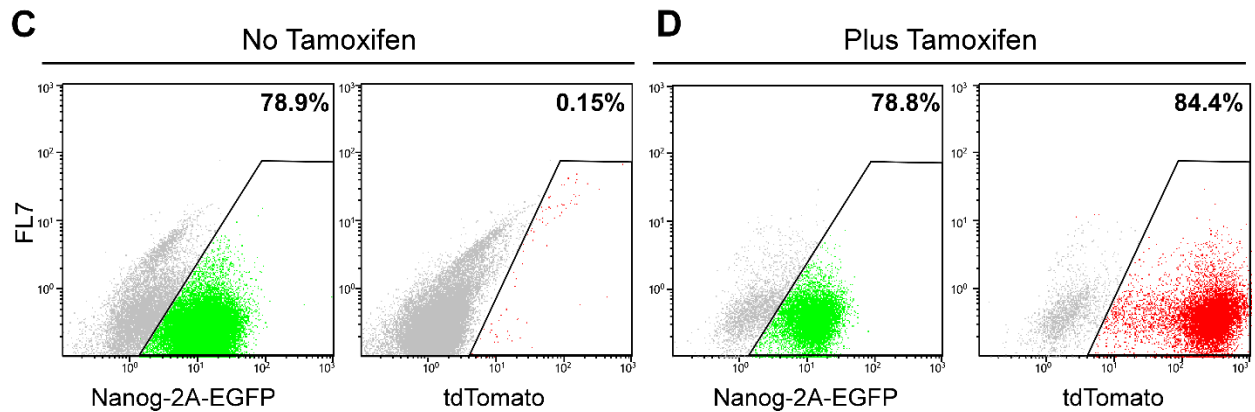 C
No Tamoxifen
D
Plus Tamoxifen
10³
10²
10¹
10⁰
FL7
78.9%
10⁰ 10¹ 10² 10³
Nanog-2A-EGFP
10³
10²
10¹
10⁰
0.15%
10⁰ 10¹ 10² 10³
tdTomato
10³
10²
10¹
10⁰
78.8%
10⁰ 10¹ 10² 10³
Nanog-2A-EGFP
10³
10²
10¹
10⁰
84.4%
10⁰ 10¹ 10² 10³
tdTomato